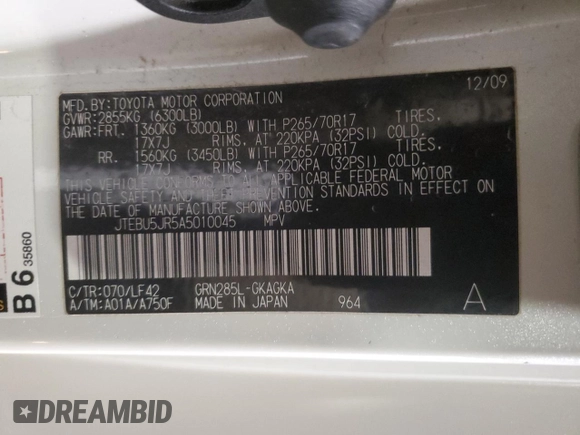 12/09
MFD.BY:TOYOTA MOTOR CORPORATION
GVWR:2855KG (6300LB)
GAWR:FRT. 1360KG (3000LB) WITH P265/70R17 TIRES,
17X7J RIMS, AT 220KPA (32PSI) COLD.
RR. 1560KG (3450LB) WITH P265/70R17 TIRES,
17X7J RIMS, AT 220KPA (32PSI) COLD.
THIS VEHICLE CONFORMS TO ALL APPLICABLE FEDERAL MOTOR
VEHICLE SAFETY AND THEFT PREVENTION STANDARDS IN EFFECT ON
THE DATE OF MANUFACTURE SHOWN ABOVE.
JTEBU5JR5A5010045 MPV
C/TR:070/LF42 GRN285L-GKAGKA
A/TM:A01A/A750F MADE IN JAPAN 964 A
B6 35860
DREAMBID